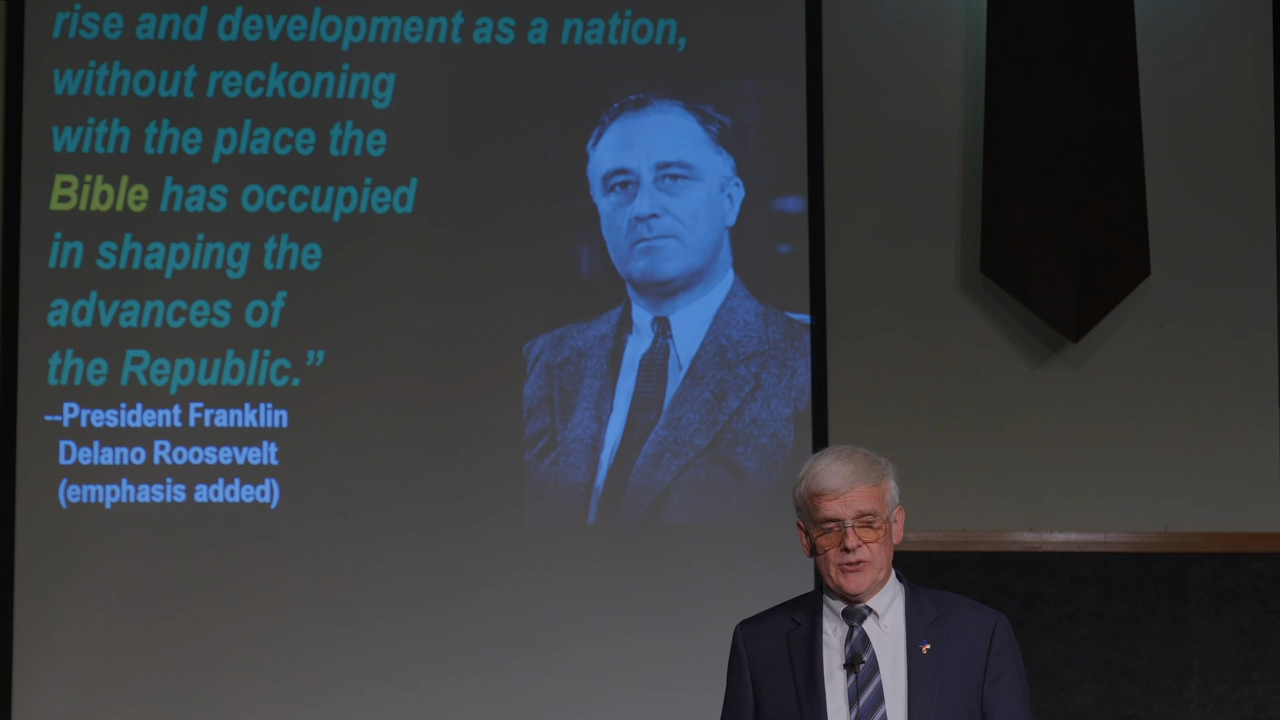 rise and development as a nation,
without reckoning
with the place the
Bible has occupied
in shaping the
advances of
the Republic.”
--President Franklin
Delano Roosevelt
(emphasis added)